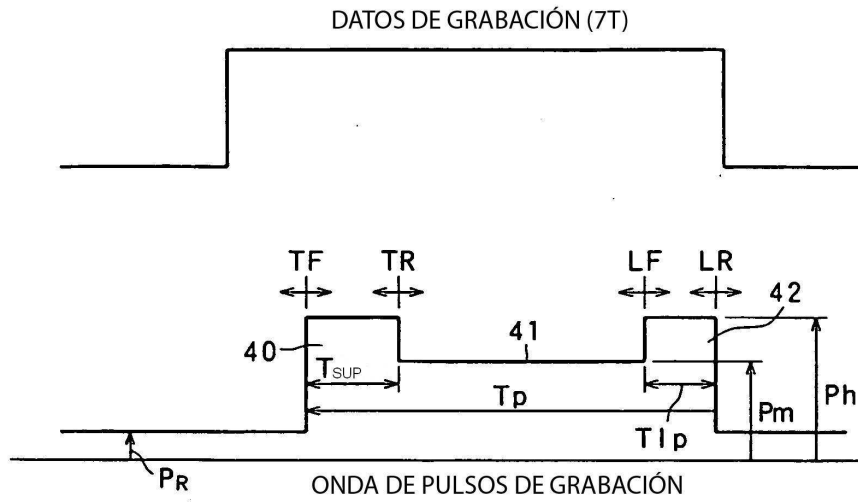 DATOS DE GRABACIÓN (7T)
TF TR LF LR
40 41 42
TSUP
Tp
Tlp
Pm
Ph
PR
ONDA DE PULSOS DE GRABACIÓN